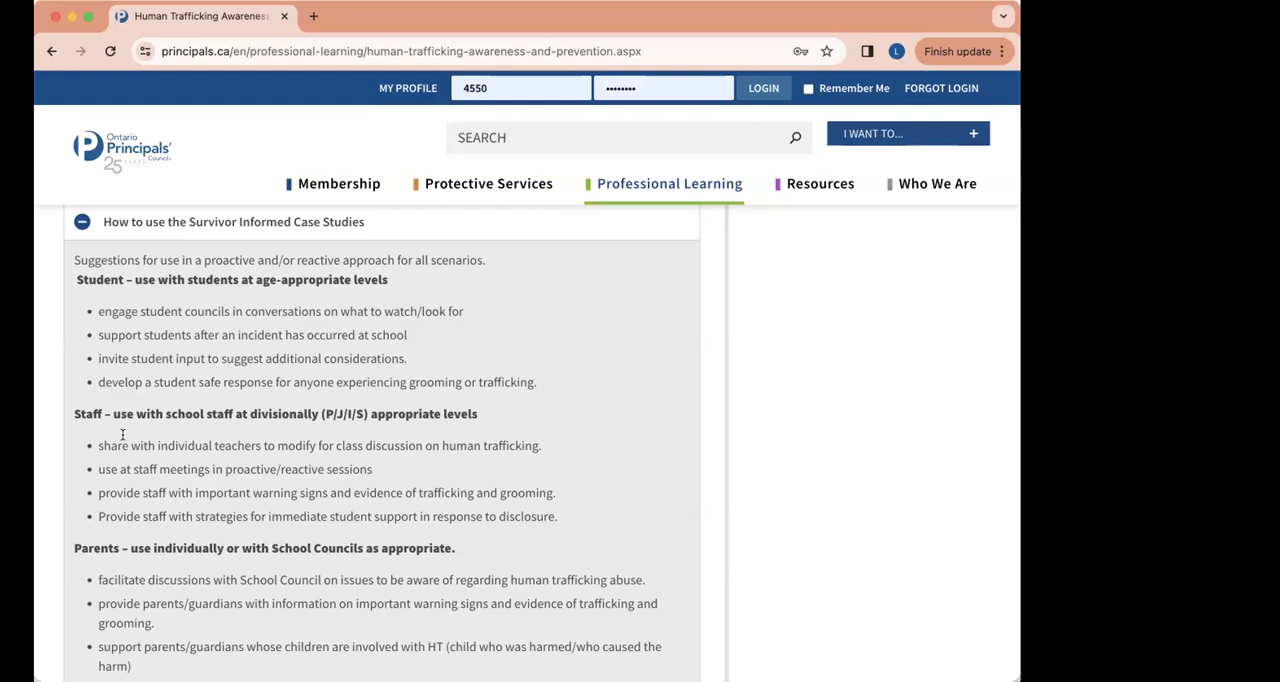 Human Trafficking Awareness
principals.ca/en/professional-learning/human-trafficking-awareness-and-prevention.aspx
L
Finish update
MY PROFILE
4550
••••••••
LOGIN
Remember Me
FORGOT LOGIN
Ontario
Principals'
Council
25 YEARS
SEARCH
I WANT TO...
+
Membership
Protective Services
Professional Learning
Resources
Who We Are
How to use the Survivor Informed Case Studies
Suggestions for use in a proactive and/or reactive approach for all scenarios.
Student – use with students at age-appropriate levels
• engage student councils in conversations on what to watch/look for
• support students after an incident has occurred at school
• invite student input to suggest additional considerations.
• develop a student safe response for anyone experiencing grooming or trafficking.
Staff – use with school staff at divisionally (P/J/I/S) appropriate levels
• share with individual teachers to modify for class discussion on human trafficking.
• use at staff meetings in proactive/reactive sessions
• provide staff with important warning signs and evidence of trafficking and grooming.
• Provide staff with strategies for immediate student support in response to disclosure.
Parents – use individually or with School Councils as appropriate.
• facilitate discussions with School Council on issues to be aware of regarding human trafficking abuse.
• provide parents/guardians with information on important warning signs and evidence of trafficking and
grooming.
• support parents/guardians whose children are involved with HT (child who was harmed/who caused the
harm)